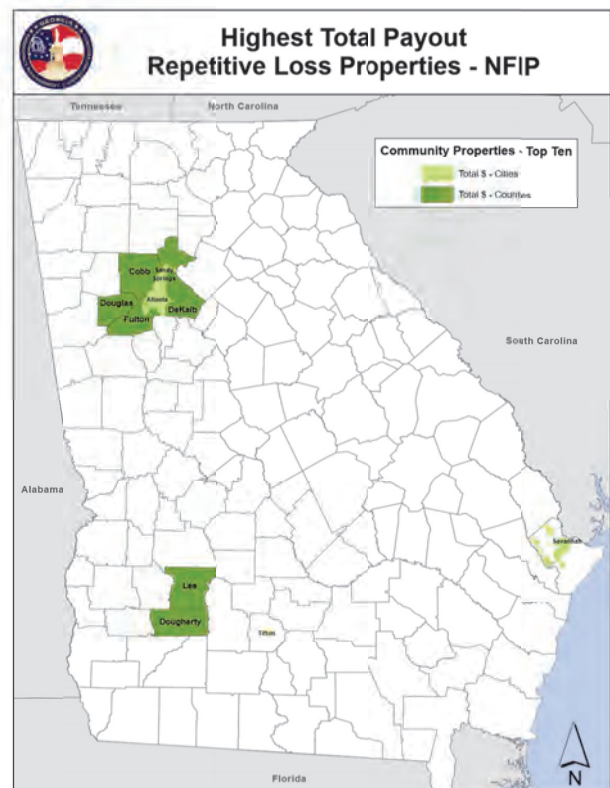 GEORGIA
Highest Total Payout
Repetitive Loss Properties - NFIP
Tennessee
North Carolina
Community Properties - Top Ten
Total $ - Cities
Total $ - Counties
Cobb
Sandy
Springs
Douglas
Atlanta
DeKalb
Fulton
South Carolina
Alabama
Savannah
Lee
Dougherty
Tifton
N
Florida